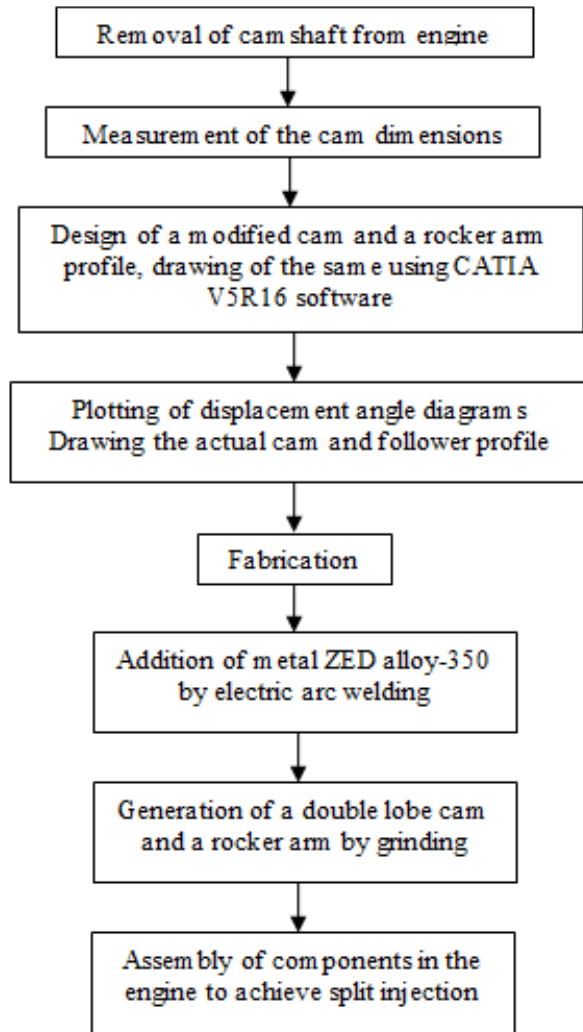 Removal of camshaft from engine
Measurement of the cam dimensions
Design of a modified cam and a rocker arm
profile, drawing of the same using CATIA
V5R16 software
Plotting of displacement angle diagrams
Drawing the actual cam and follower profile
Fabrication
Addition of metal ZED alloy-350
by electric arc welding
Generation of a double lobe cam
and a rocker arm by grinding
Assembly of components in the
engine to achieve split injection